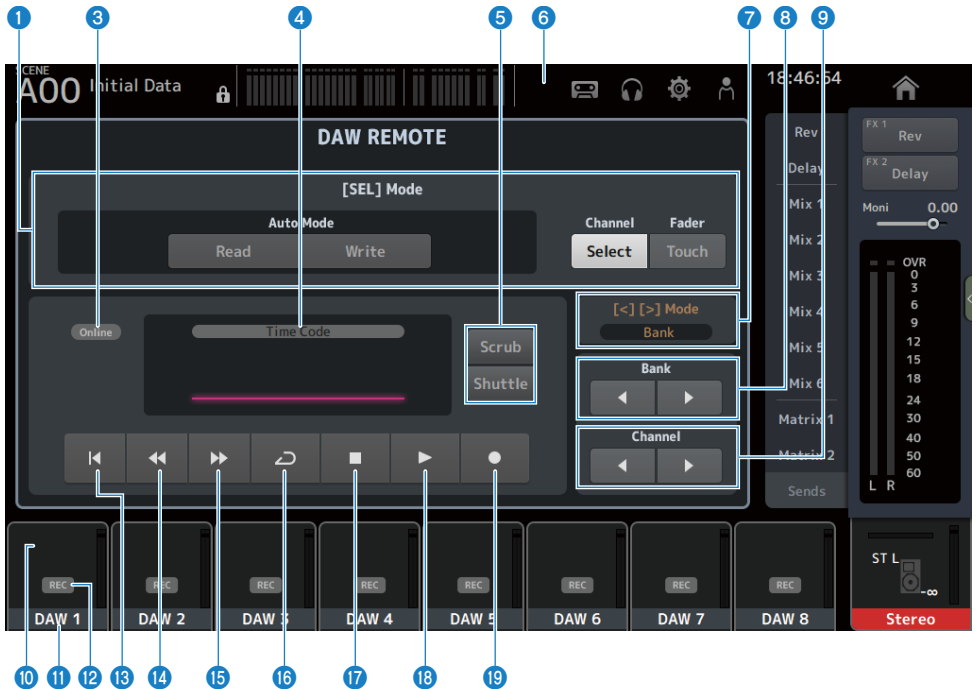 1 3 4 5 6 7 8 9
SCENE
A00 Initial Data
18:46:54
DAW REMOTE
[SEL] Mode
Auto Mode
Read Write
Channel Fader
Select Touch
Online
Time Code
Scrub
Shuttle
[<] [>] Mode
Bank
Bank
Channel
Rev
Delay
Mix 1
Mix 2
Mix 3
Mix 4
Mix 5
Mix 6
Matrix 1
Matrix 2
Sends
FX 1
Rev
FX 2
Delay
Moni 0.00
OVR
0
3
6
9
12
15
18
24
30
40
50
60
L R
REC REC REC REC REC REC REC REC
DAW 1 DAW 2 DAW 3 DAW 4 DAW 5 DAW 6 DAW 7 DAW 8
ST L
-∞
Stereo
10 11 12 13 14 15 16 17 18 19